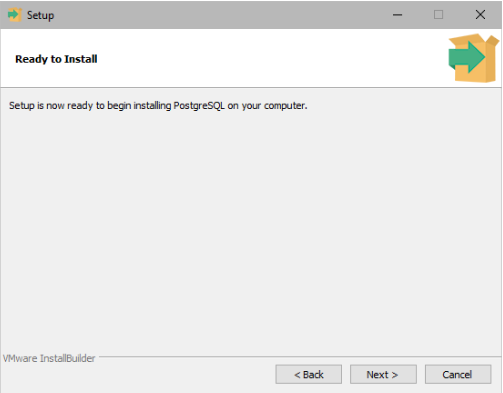 Setup
Ready to Install
Setup is now ready to begin installing PostgreSQL on your computer.
VMware InstallBuilder
< Back
Next >
Cancel